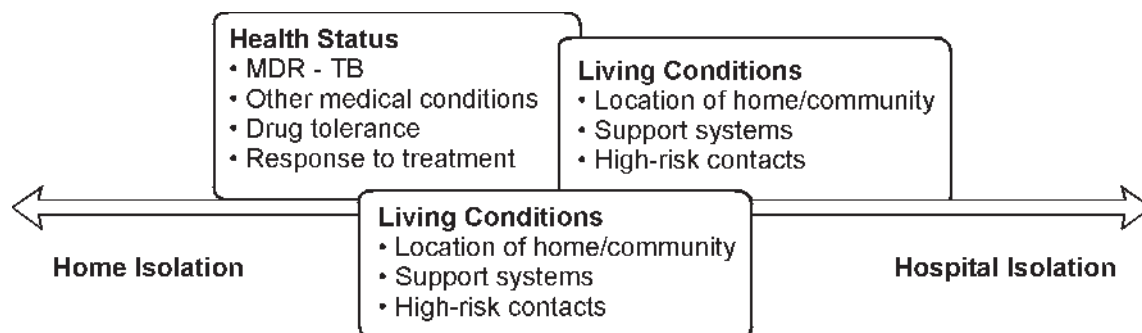 Health Status
• MDR - TB
• Other medical conditions
• Drug tolerance
• Response to treatment
Living Conditions
• Location of home/community
• Support systems
• High-risk contacts
Living Conditions
• Location of home/community
• Support systems
• High-risk contacts
Home Isolation
Hospital Isolation